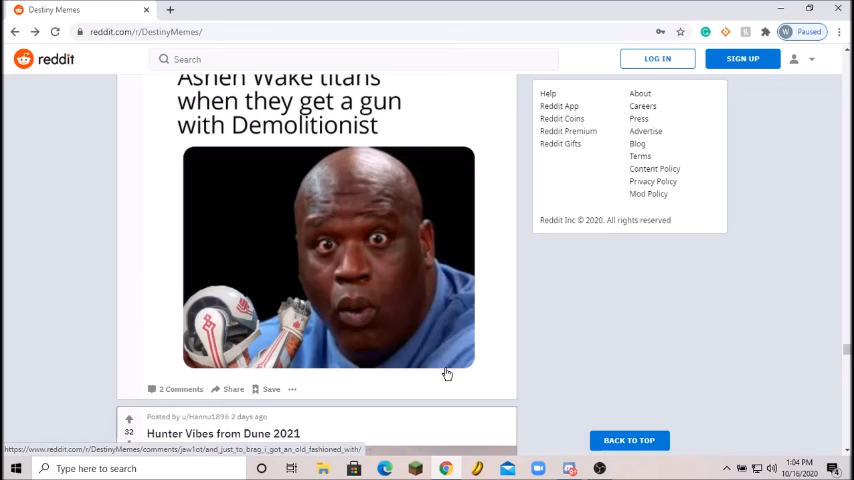 Destiny Memes
reddit.com/r/DestinyMemes/
Paused
reddit
Search
LOG IN
SIGN UP
Ashen Wake titans
when they get a gun
with Demolitionist
2 Comments
Share
Save
Posted by u/Hannu1896 2 days ago
32
Hunter Vibes from Dune 2021
Help
About
Reddit App
Careers
Reddit Coins
Press
Reddit Premium
Advertise
Reddit Gifts
Blog
Terms
Content Policy
Privacy Policy
Mod Policy
Reddit Inc © 2020. All rights reserved
BACK TO TOP
https://www.reddit.com/r/DestinyMemes/comments/jaw1ot/and_just_to_brag_i_got_an_old_fashioned_with/
Type here to search
1:04 PM
10/16/2020